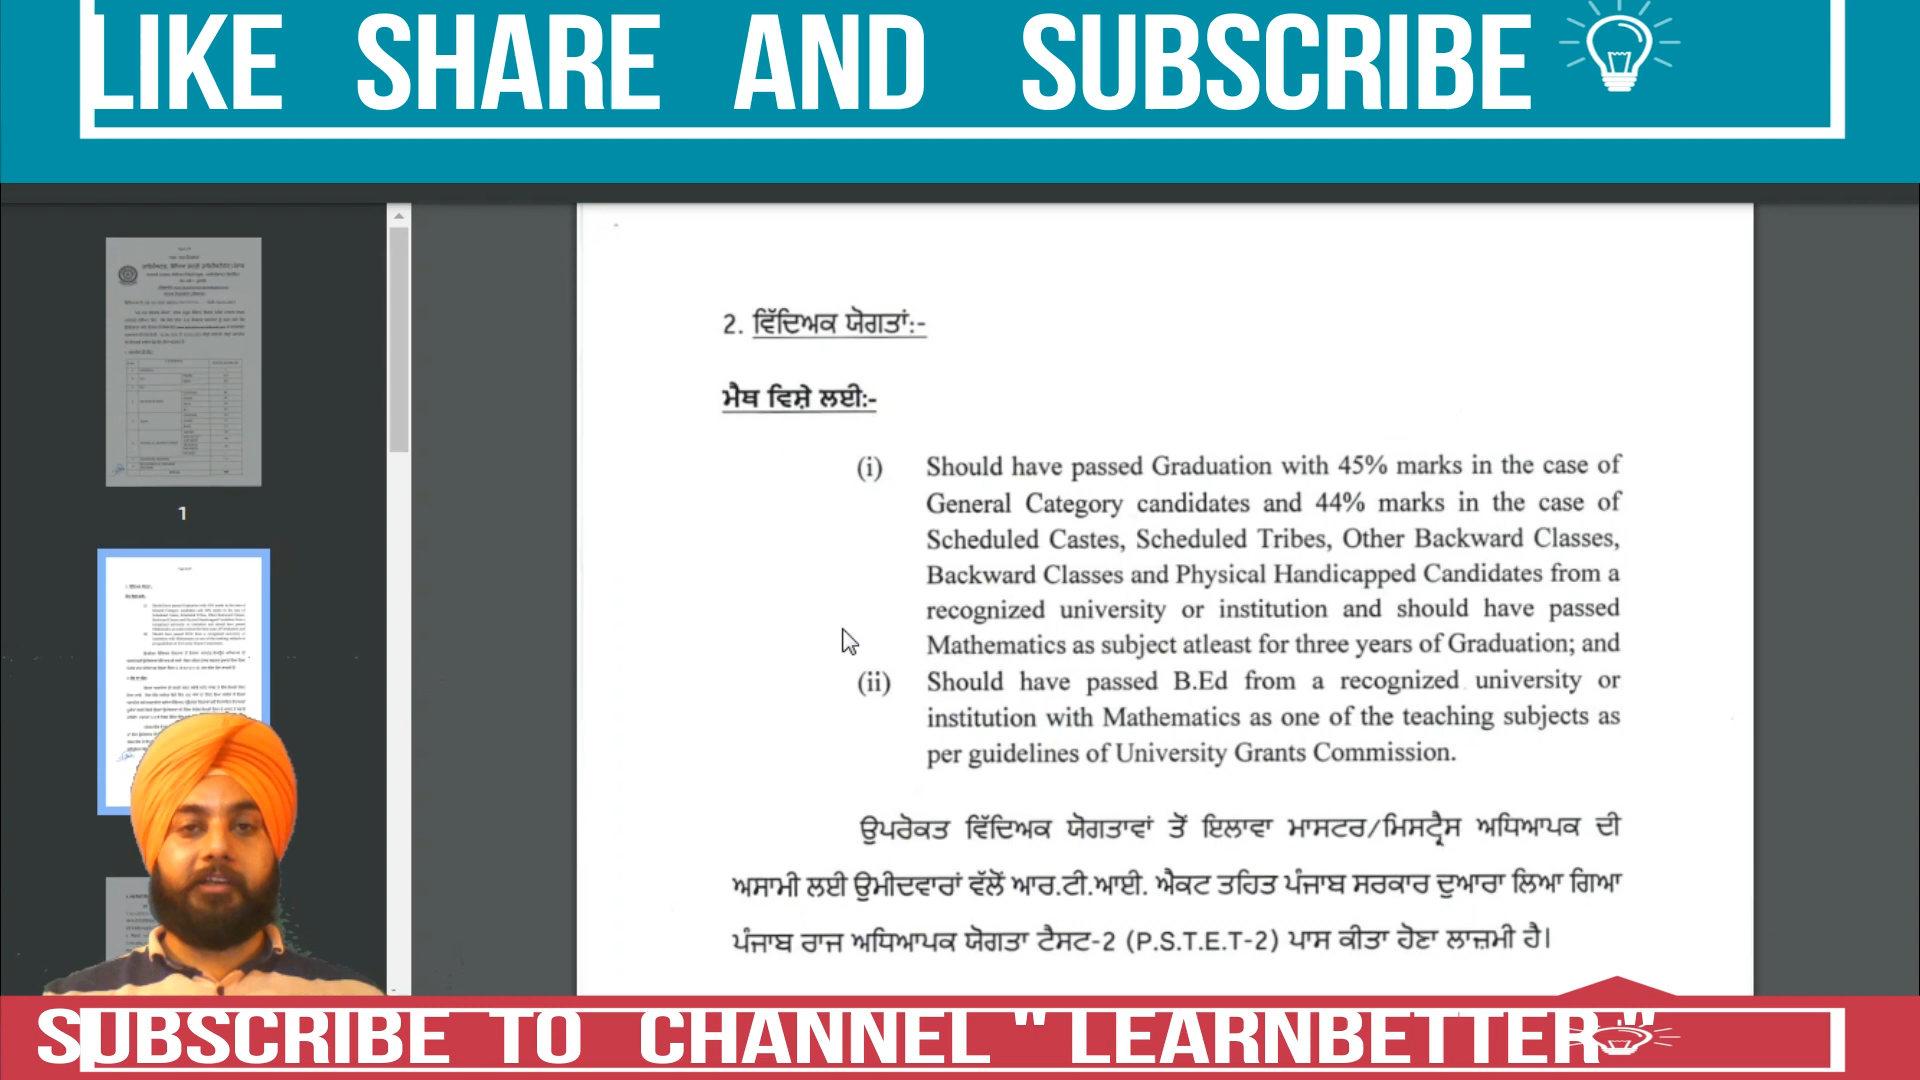 LIKE SHARE AND SUBSCRIBE
1
2. ਵਿੱਦਿਅਕ ਯੋਗਤਾਂ:-
ਮੈਥ ਵਿਸ਼ੇ ਲਈ:-
(i) Should have passed Graduation with 45% marks in the case of
General Category candidates and 44% marks in the case of
Scheduled Castes, Scheduled Tribes, Other Backward Classes,
Backward Classes and Physical Handicapped Candidates from a
recognized university or institution and should have passed
Mathematics as subject atleast for three years of Graduation; and
(ii) Should have passed B.Ed from a recognized university or
institution with Mathematics as one of the teaching subjects as
per guidelines of University Grants Commission.
ਉਪਰੋਕਤ ਵਿੱਦਿਅਕ ਯੋਗਤਾਵਾਂ ਤੋਂ ਇਲਾਵਾ ਮਾਸਟਰ/ਮਿਸਟ੍ਰੈਸ ਅਧਿਆਪਕ ਦੀ
ਅਸਾਮੀ ਲਈ ਉਮੀਦਵਾਰਾਂ ਵੱਲੋਂ ਆਰ.ਟੀ.ਆਈ. ਐਕਟ ਤਹਿਤ ਪੰਜਾਬ ਸਰਕਾਰ ਦੁਆਰਾ ਲਿਆ ਗਿਆ
ਪੰਜਾਬ ਰਾਜ ਅਧਿਆਪਕ ਯੋਗਤਾ ਟੈਸਟ-2 (P.S.T.E.T-2) ਪਾਸ ਕੀਤਾ ਹੋਣਾ ਲਾਜ਼ਮੀ ਹੈ।
SUBSCRIBE TO CHANNEL "LEARNBETTER"